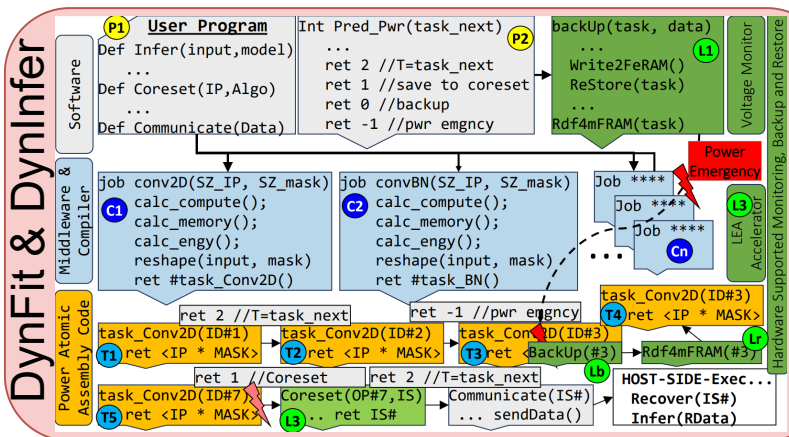 DynFit & DynInfer
Software
P1
User Program
Def Infer(input,model)
...
Def Coreset(IP,Algo)
...
Def Communicate(Data)
Int Pred_Pwr(task_next)
P2
...
ret 2 //T=task_next
ret 1 //save to coreset
ret 0 //backup
ret -1 //pwr emgncy
backUp(task, data)
...
L1
Write2FeRAM()
ReStore(task)
...
Rdf4mFRAM(task)
Voltage Monitor
Hardware Supported Monitoring, Backup and Restore
Power
Emergency
Middleware &
Compiler
job conv2D(SZ_IP, SZ_mask)
C1
calc_compute();
calc_memory();
calc_engy();
reshape(input, mask)
ret #task_Conv2D()
job convBN(SZ_IP, SZ_mask)
C2
calc_compute();
calc_memory();
calc_engy();
reshape(input, mask)
ret #task_BN()
Job ****
Job ****
Job ****
Cn
....
L3
LEA
Accelerator
Power Atomic
Assembly Code
ret 2 //T=task_next
ret -1 //pwr emgncy
task_Conv2D(ID#1)
T1
ret <IP * MASK>
task_Conv2D(ID#2)
T2
ret <IP * MASK>
task_Conv2D(ID#3)
T3
ret <
BackUp(#3)
Lb
Rdf4mFRAM(#3)
Lr
task_Conv2D(ID#3)
T4
ret <IP * MASK>
ret 1 //Coreset
ret 2 //T=task_next
task_Conv2D(ID#7)
T5
ret <IP * MASK>
Coreset(OP#7,IS)
L3
... ret IS#
Communicate(IS#)
... sendData()
HOST-SIDE-Exec...
Recover(IS#)
Infer(RData)